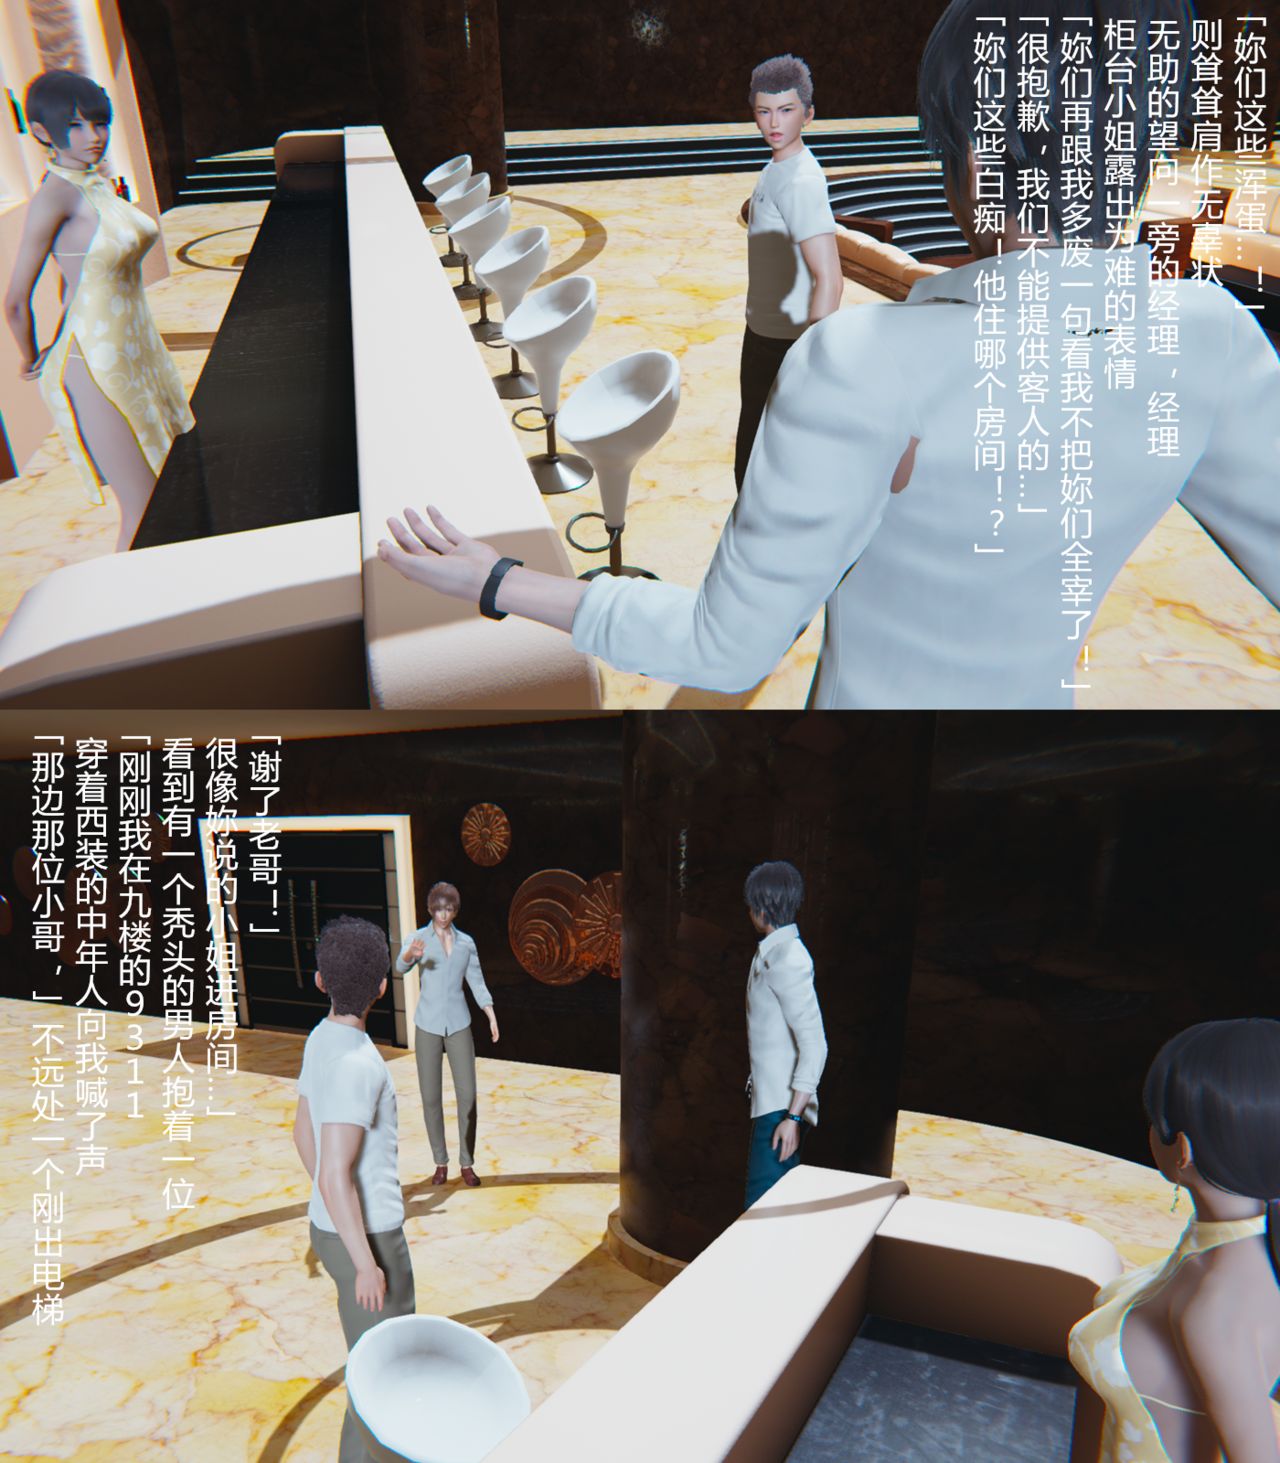 「妳们这些白痴！他住哪个房间！？」
「很抱歉，我们不能提供客人的…」
「妳们再跟我多废一句看我不把妳们全宰了！」
柜台小姐露出为难的表情
无助的望向一旁的经理，经理
则耸耸肩作无辜状
「妳们这些浑蛋…！」
「那边那位小哥，」不远处一个刚出电梯
穿着西装的中年人向我喊了声
「刚刚我在九楼的9311
看到有一个秃头的男人抱着一位
很像妳说的小姐进房间…」
「谢了老哥！」